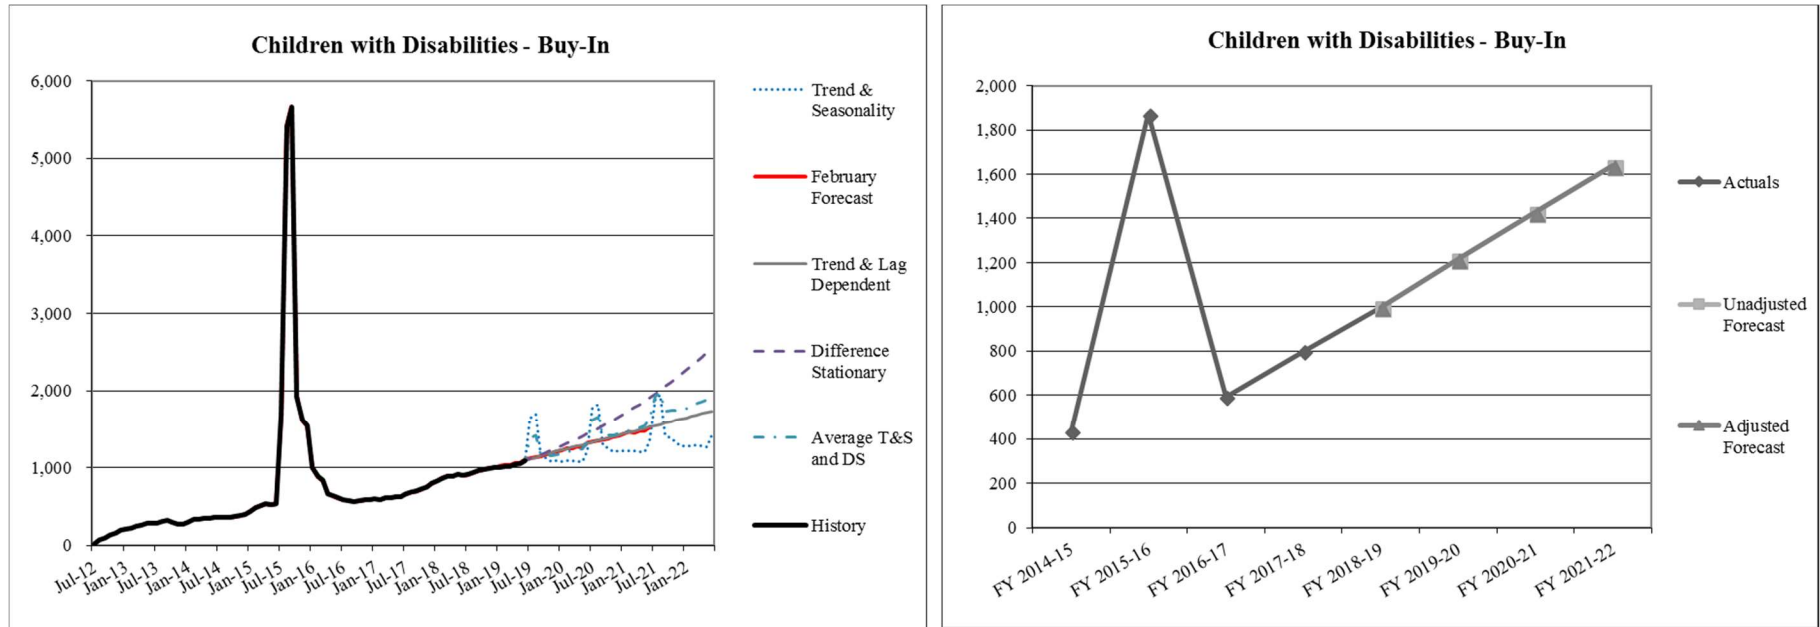 Children with Disabilities - Buy-In
6,000
5,000
4,000
3,000
2,000
1,000
0
Jul-12
Jan-13
Jul-13
Jan-14
Jul-14
Jan-15
Jul-15
Jan-16
Jul-16
Jan-17
Jul-17
Jan-18
Jul-18
Jan-19
Jul-19
Jan-20
Jul-20
Jan-21
Jul-21
Jan-22
Trend &
Seasonality
February
Forecast
Trend & Lag
Dependent
Difference
Stationary
Average T&S
and DS
History
Children with Disabilities - Buy-In
2,000
1,800
1,600
1,400
1,200
1,000
800
600
400
200
0
FY 2014-15
FY 2015-16
FY 2016-17
FY 2017-18
FY 2018-19
FY 2019-20
FY 2020-21
FY 2021-22
Actuals
Unadjusted
Forecast
Adjusted
Forecast